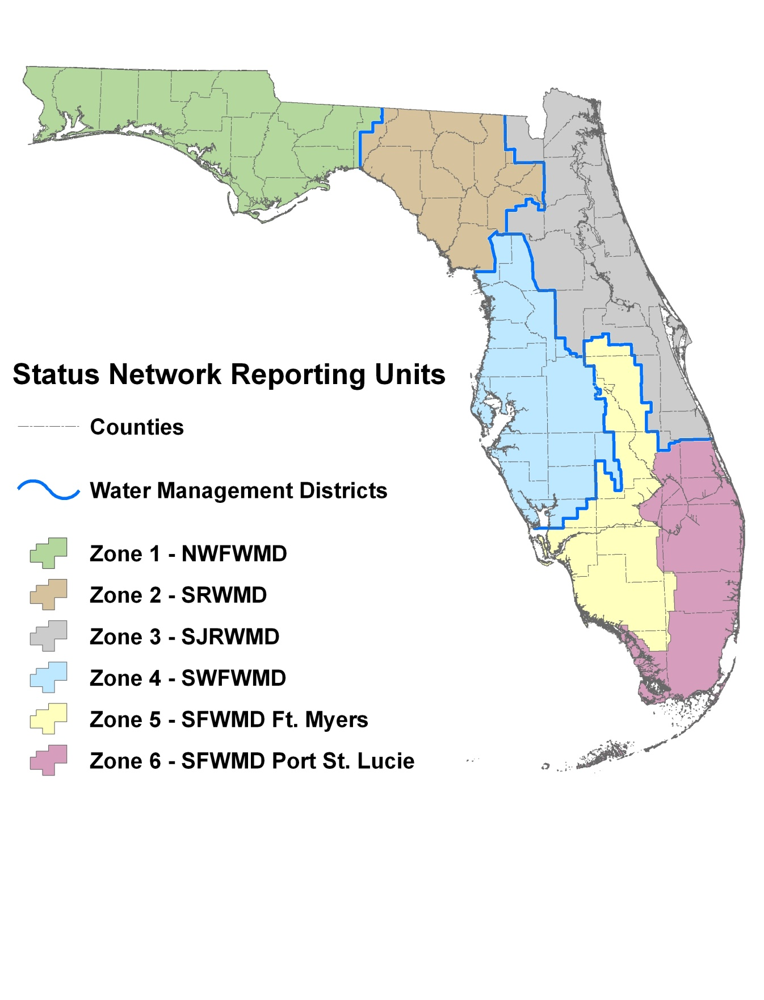 Status Network Reporting Units
Counties
Water Management Districts
Zone 1 - NWFWMD
Zone 2 - SRWMD
Zone 3 - SJRWMD
Zone 4 - SWFWMD
Zone 5 - SFWMD Ft. Myers
Zone 6 - SFWMD Port St. Lucie